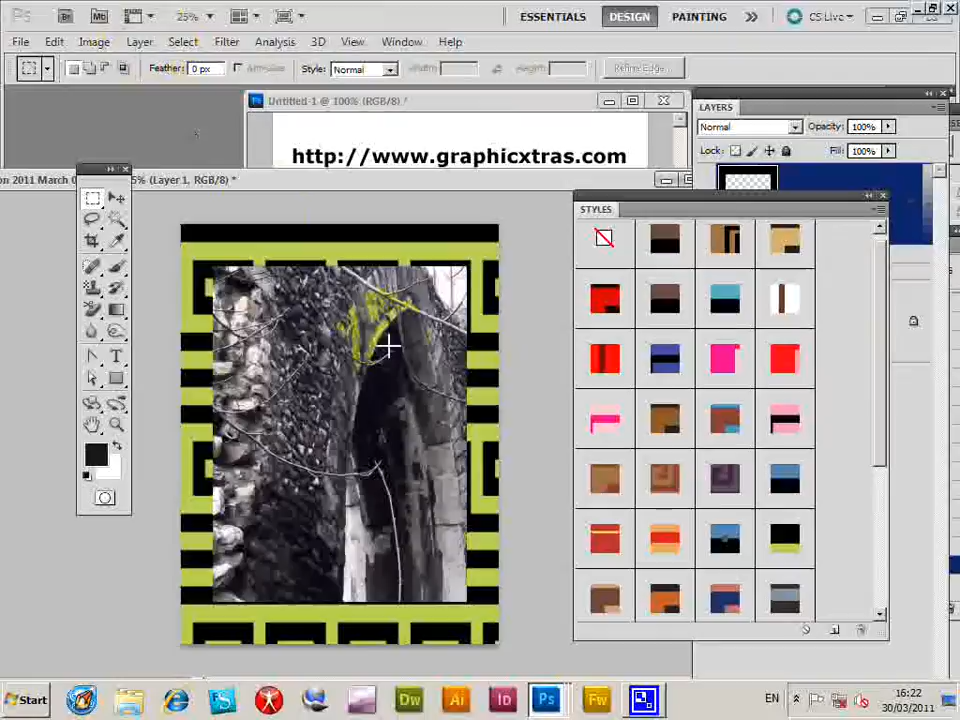 Ps Br Mb 25% ESSENTIALS DESIGN PAINTING CS Live
File Edit Image Layer Select Filter Analysis 3D View Window Help
Feather: 0 px Anti-alias Style: Normal Width: Height: Refine Edge...
Untitled-1 @ 100% (RGB/8) *
LAYERS
http://www.graphicxtras.com
Normal Opacity: 100%
Lock: Fill: 100%
on 2011 March 0 5% (Layer 1, RGB/8) *
STYLES
Start Dw Ai Id Ps Fw EN 16:22
30/03/2011